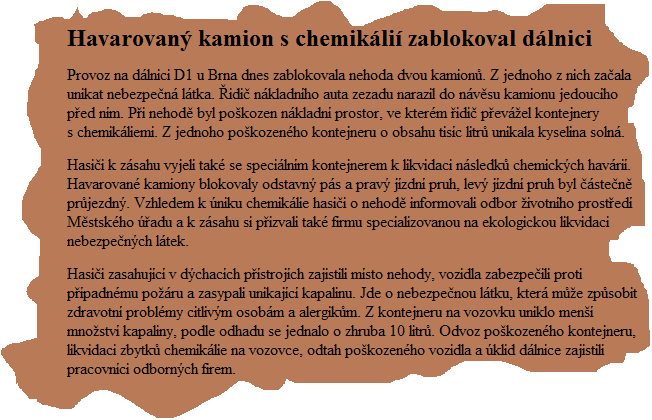 Havarovaný kamion s chemikálií zablokoval dálnici
Provoz na dálnici D1 u Brna dnes zablokovala nehoda dvou kamionů. Z jednoho z nich začala
unikat nebezpečná látka. Řidič nákladního auta zezadu narazil do návěsu kamionu jedoucího
před ním. Při nehodě byl poškozen nákladní prostor, ve kterém řidič převážel kontejnery
s chemikáliemi. Z jednoho poškozeného kontejneru o obsahu tisíc litrů unikala kyselina solná.
Hasiči k zásahu vyjeli také se speciálním kontejnerem k likvidaci následků chemických havárií.
Havarované kamiony blokovaly odstavný pás a pravý jízdní pruh, levý jízdní pruh byl částečně
průjezdný. Vzhledem k úniku chemikálie hasiči o nehodě informovali odbor životního prostředí
Městského úřadu a k zásahu si přizvali také firmu specializovanou na ekologickou likvidaci
nebezpečných látek.
Hasiči zasahující v dýchacích přístrojích zajistili místo nehody, vozidla zabezpečili proti
případnému požáru a zasypali unikající kapalinu. Jde o nebezpečnou látku, která může způsobit
zdravotní problémy citlivým osobám a alergikům. Z kontejneru na vozovku uniklo menší
množství kapaliny, podle odhadu se jednalo o zhruba 10 litrů. Odvoz poškozeného kontejneru,
likvidaci zbytků chemikálie na vozovce, odtah poškozeného vozidla a úklid dálnice zajistili
pracovníci odborných firem.